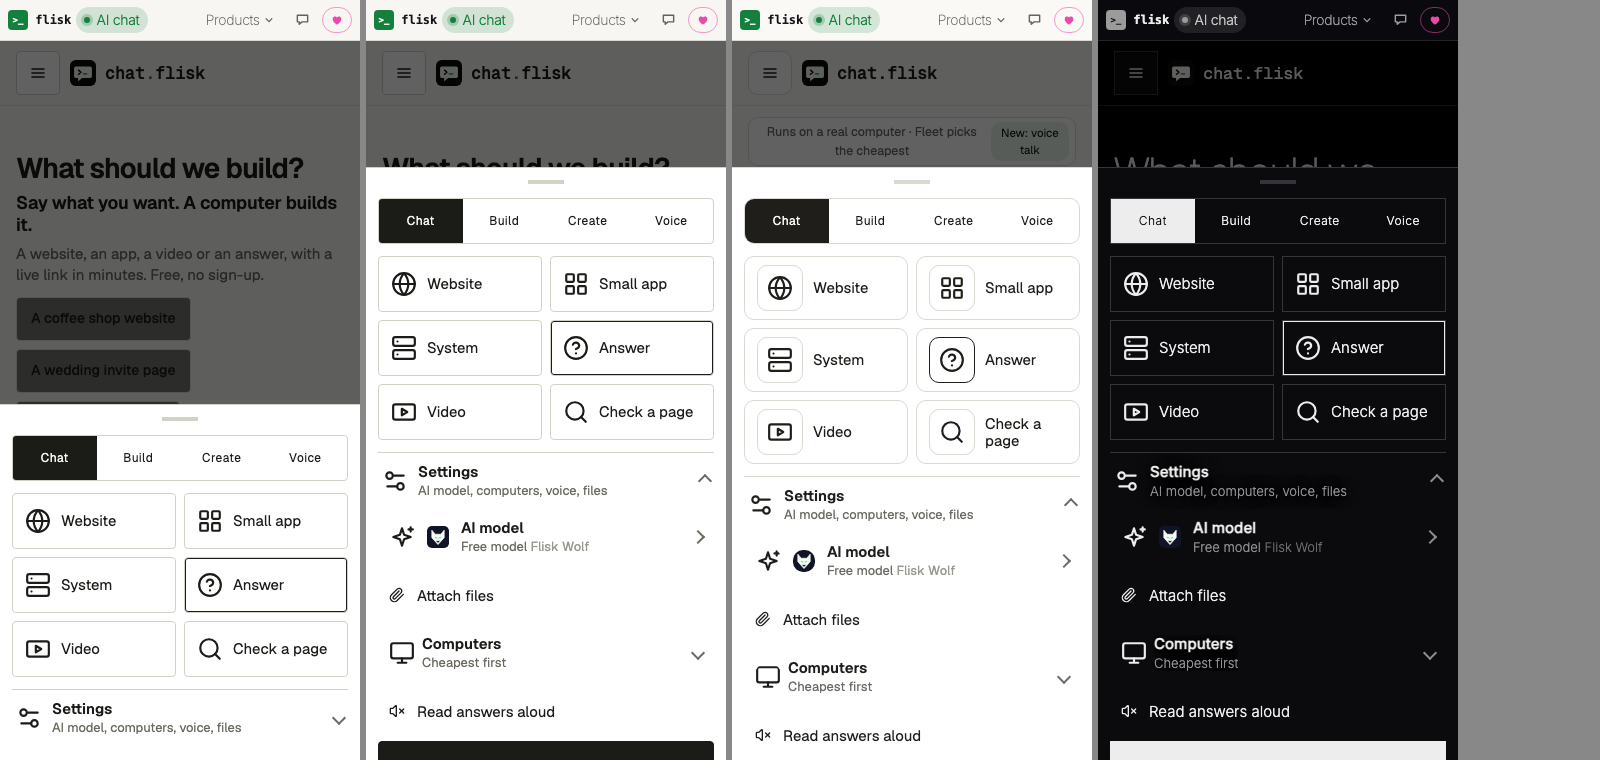 flisk
AI chat
Products
chat.flisk
What should we build?
Say what you want. A computer builds
it.
A website, an app, a video or an answer, with a
live link in minutes. Free, no sign-up.
A coffee shop website
A wedding invite page
Chat
Build
Create
Voice
Website
Small app
System
Answer
Video
Check a page
Settings
AI model, computers, voice, files
flisk
AI chat
Products
chat.flisk
What should we build?
Chat
Build
Create
Voice
Website
Small app
System
Answer
Video
Check a page
Settings
AI model, computers, voice, files
AI model
Free model Flisk Wolf
Attach files
Computers
Cheapest first
Read answers aloud
flisk
AI chat
Products
chat.flisk
Runs on a real computer · Fleet picks
the cheapest
New: voice
talk
Chat
Build
Create
Voice
Website
Small app
System
Answer
Video
Check a
page
Settings
AI model, computers, voice, files
AI model
Free model Flisk Wolf
Attach files
Computers
Cheapest first
Read answers aloud
flisk
AI chat
Products
chat.flisk
What should we
Chat
Build
Create
Voice
Website
Small app
System
Answer
Video
Check a page
Settings
AI model, computers, voice, files
AI model
Free model Flisk Wolf
Attach files
Computers
Cheapest first
Read answers aloud